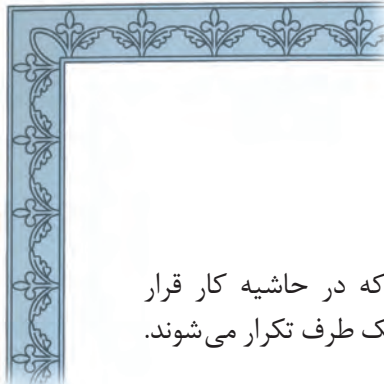 که در حاشیه کار قرار
ک طرف تکرار می‌شوند.